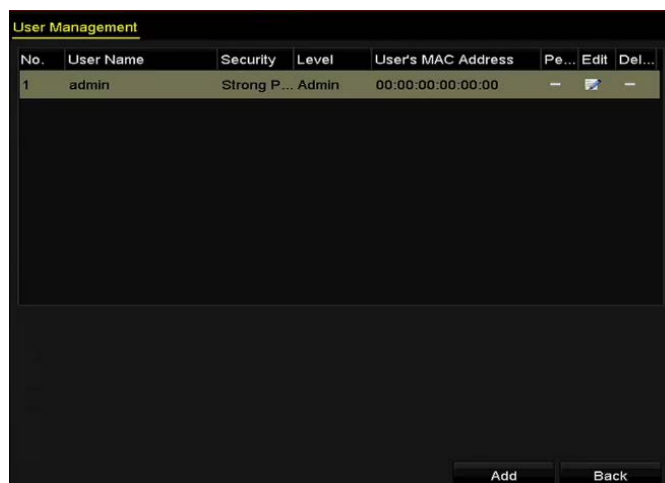 User Management
No. User Name Security Level User's MAC Address Pe... Edit Del...
1 admin Strong P... Admin 00:00:00:00:00:00 — —
Add Back